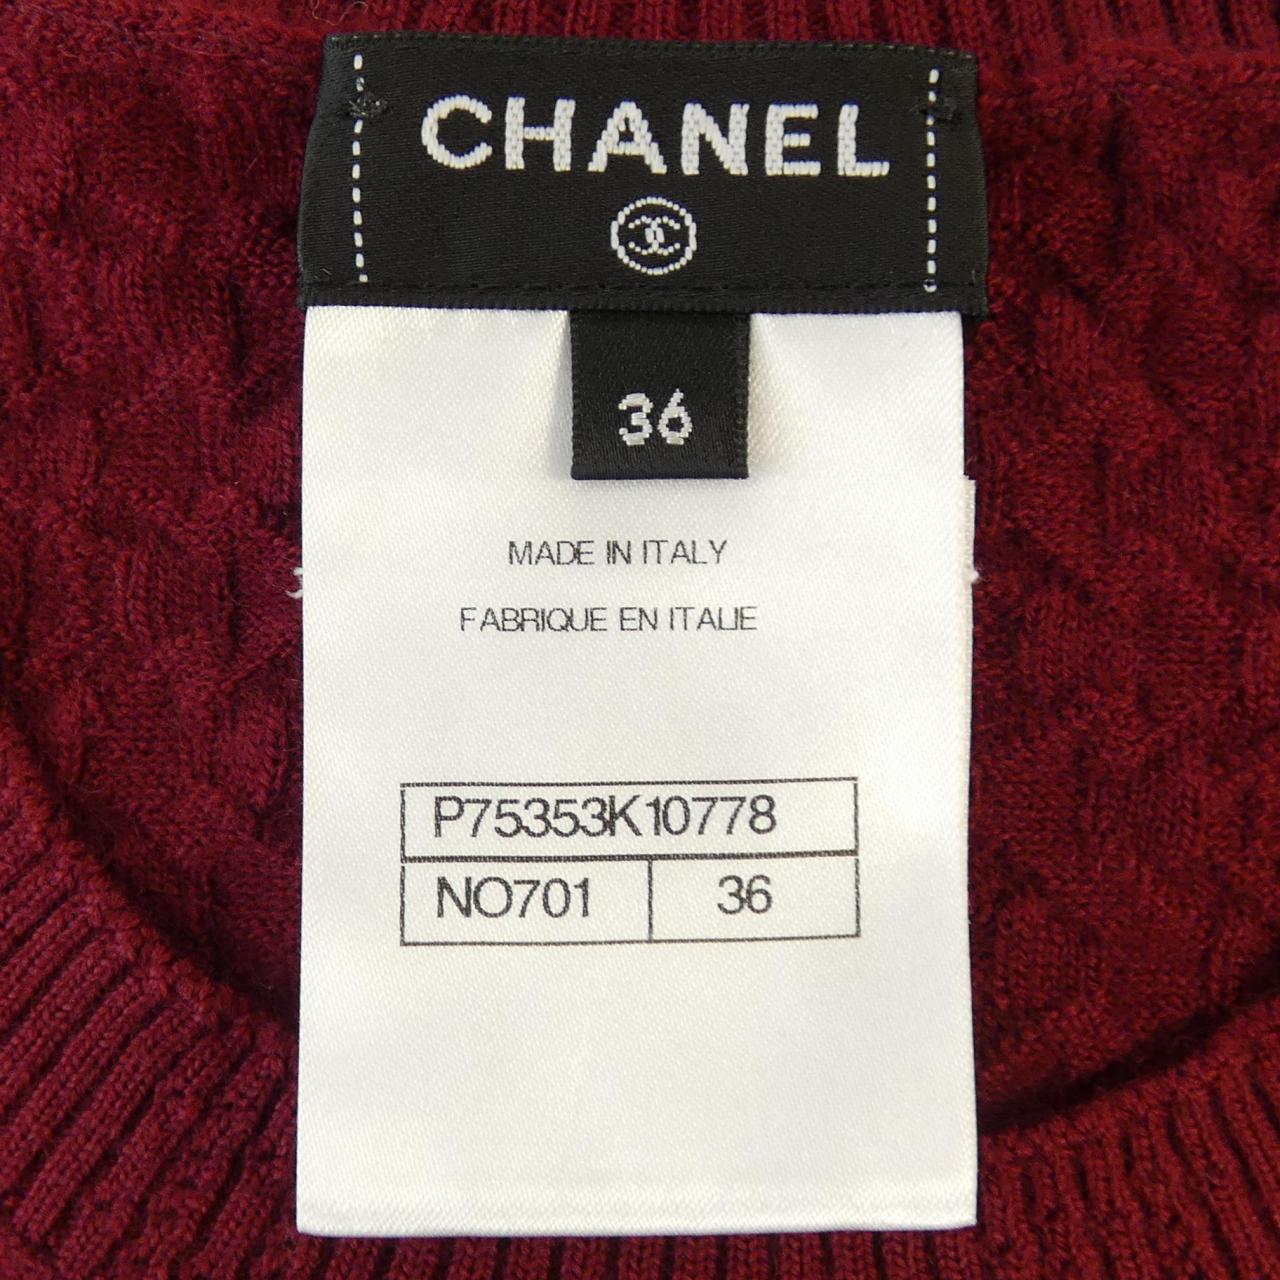 CHANEL
36
MADE IN ITALY
FABRIQUE EN ITALIE
P75353K10778
NO701 36